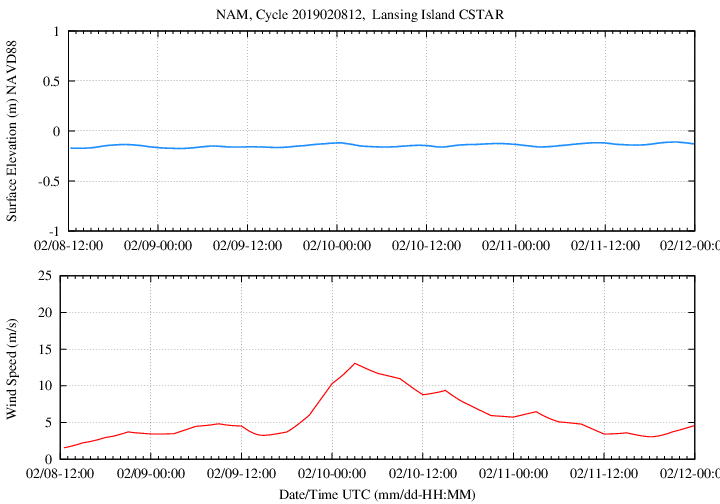 NAM, Cycle 2019020812, Lansing Island CSTAR
Surface Elevation (m) NAVD88
1
0.5
0
-0.5
-1
02/08-12:00 02/09-00:00 02/09-12:00 02/10-00:00 02/10-12:00 02/11-00:00 02/11-12:00 02/12-0
Wind Speed (m/s)
25
20
15
10
5
0
02/08-12:00 02/09-00:00 02/09-12:00 02/10-00:00 02/10-12:00 02/11-00:00 02/11-12:00 02/12-0
Date/Time UTC (mm/dd-HH:MM)